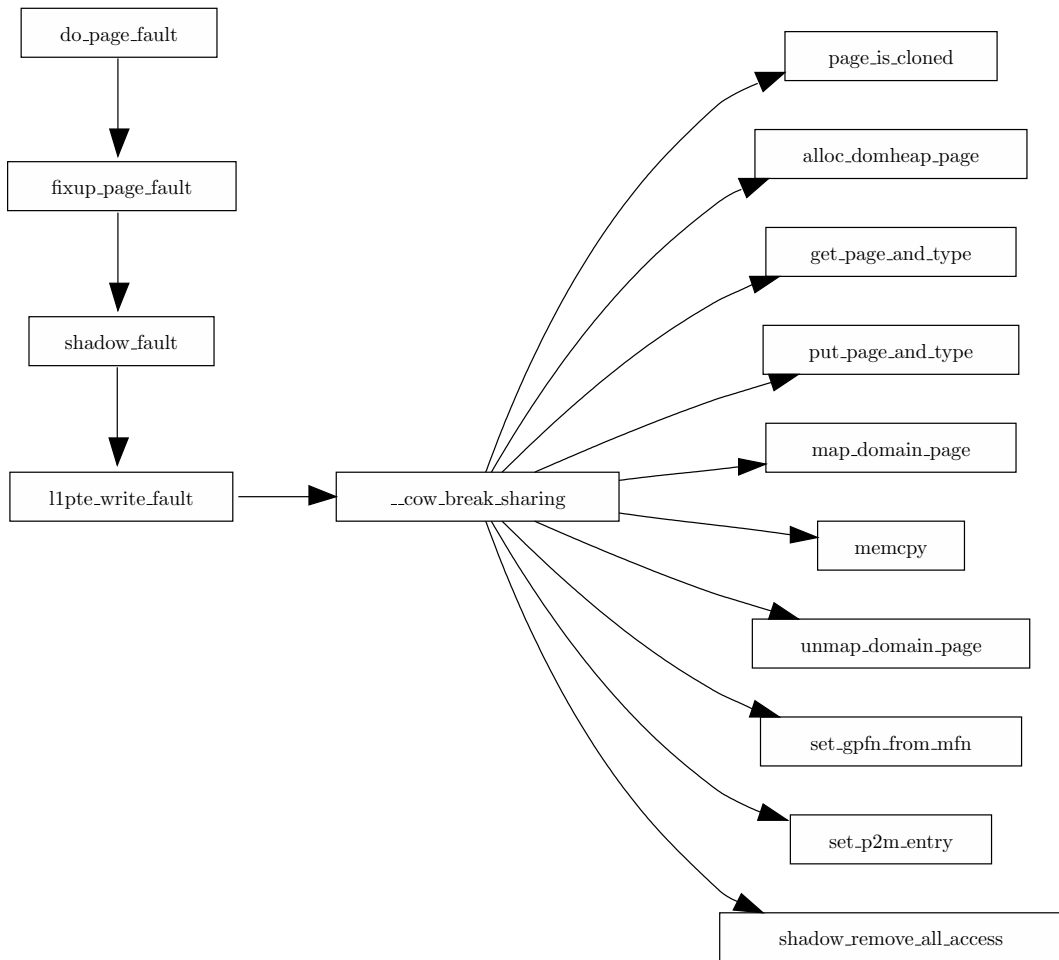 do_page_fault
fixup_page_fault
shadow_fault
l1pte_write_fault
__cow_break_sharing
page_is_cloned
alloc_domheap_page
get_page_and_type
put_page_and_type
map_domain_page
memcpy
unmap_domain_page
set_gpfn_from_mfn
set_p2m_entry
shadow_remove_all_access